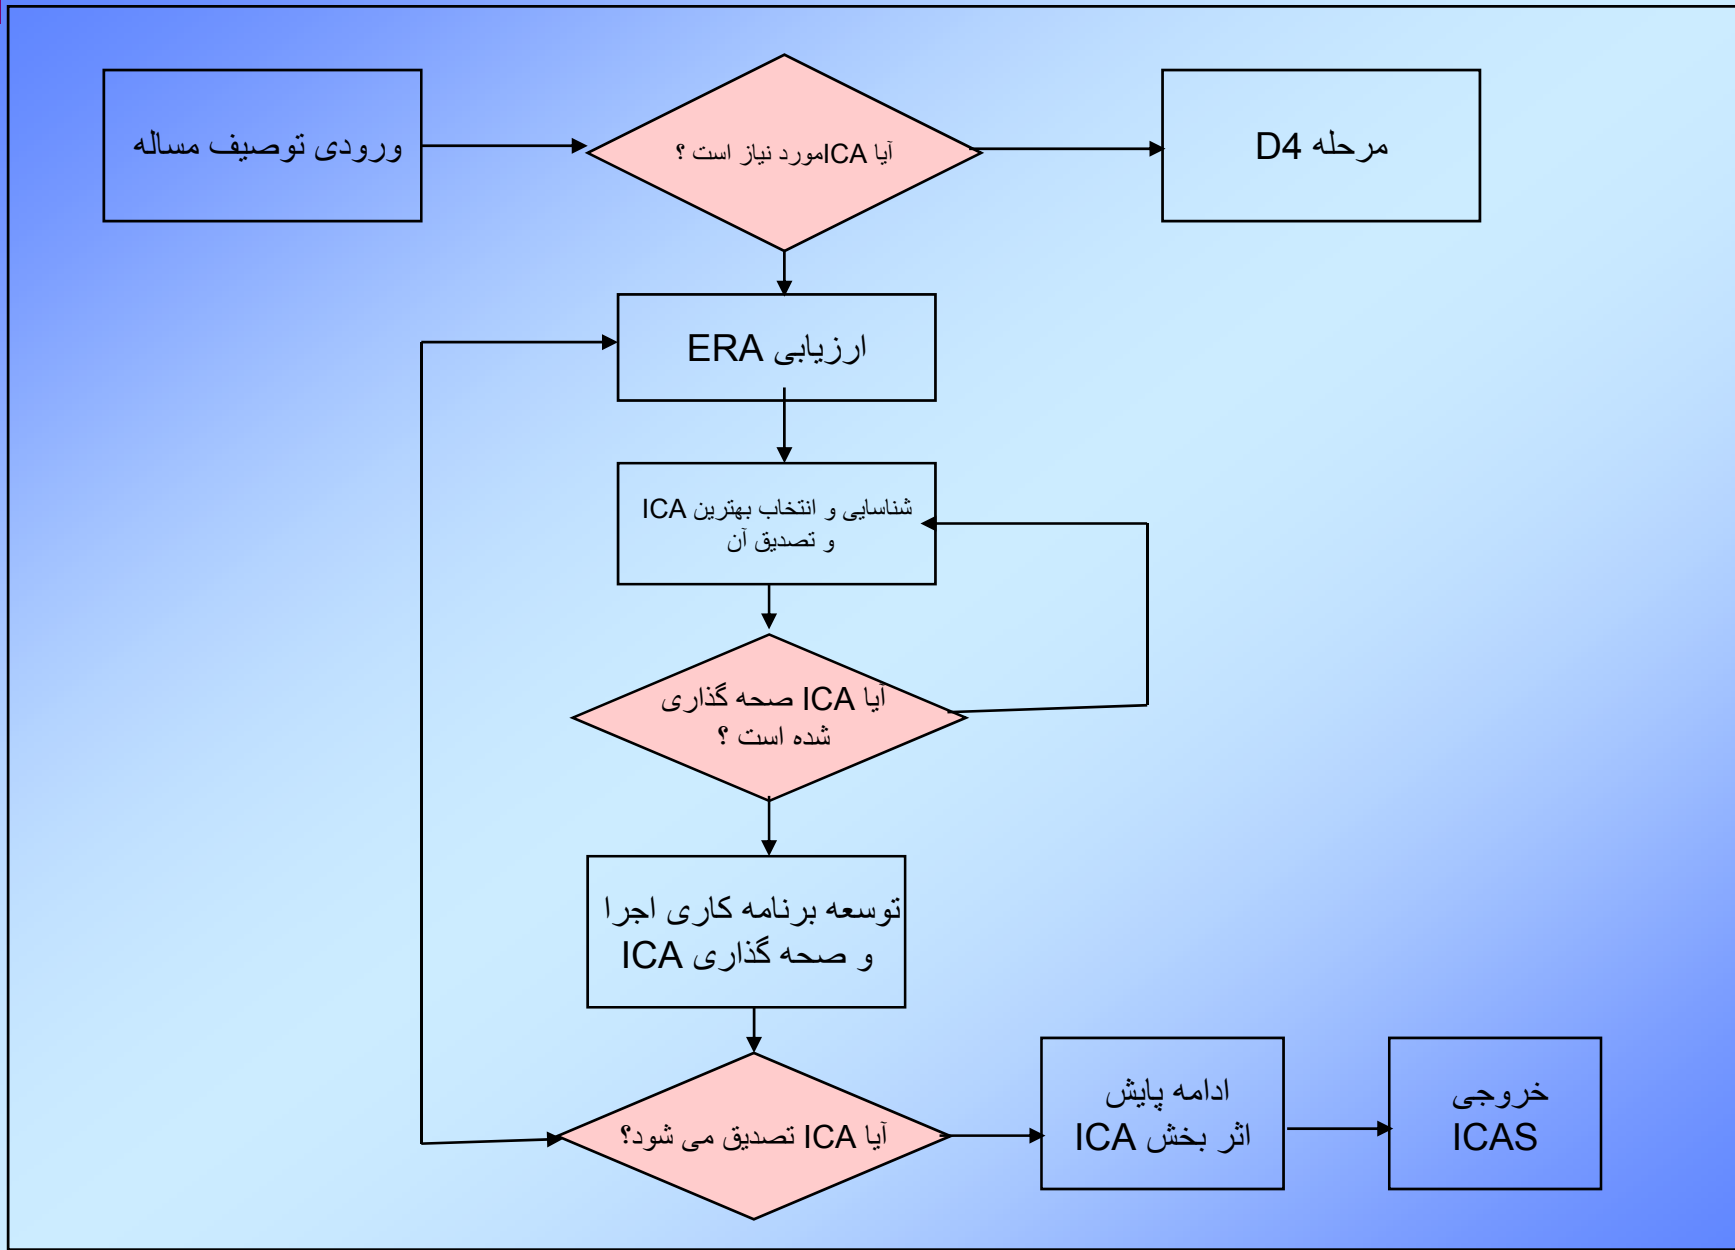 ورودی توصیف مساله
آیا ICAمورد نیاز است ؟
مرحله D4
ارزیابی ERA
شناسایی و انتخاب بهترین ICA
و تصدیق آن
آیا ICA صحه گذاری
شده است ؟
توسعه برنامه کاری اجرا
و صحه گذاری ICA
آیا ICA تصدیق می شود؟
ادامه پایش
اثر بخش ICA
خروجی
ICAS